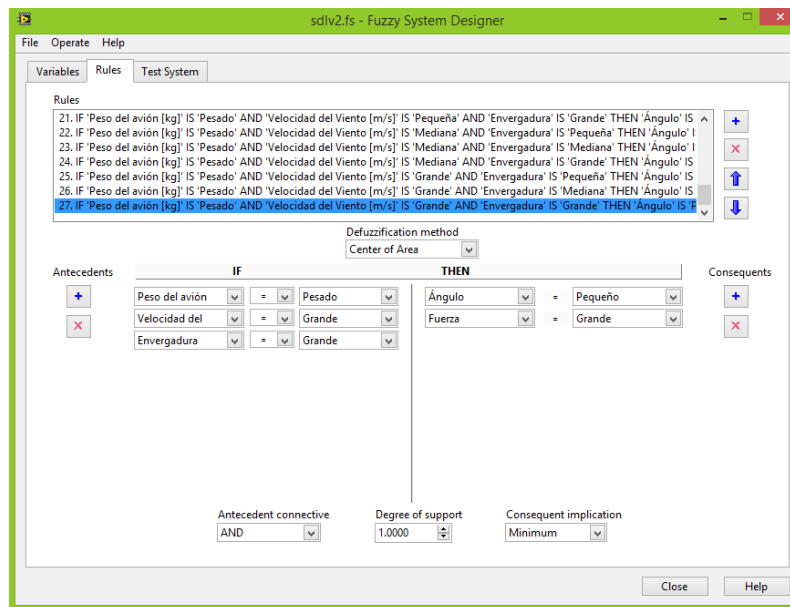 sdlv2.fs - Fuzzy System Designer
File Operate Help
Variables Rules Test System
Rules
21. IF 'Peso del avión [kg]' IS 'Pesado' AND 'Velocidad del Viento [m/s]' IS 'Pequeña' AND 'Envergadura' IS 'Grande' THEN 'Ángulo' IS
22. IF 'Peso del avión [kg]' IS 'Pesado' AND 'Velocidad del Viento [m/s]' IS 'Mediana' AND 'Envergadura' IS 'Pequeña' THEN 'Ángulo' I
23. IF 'Peso del avión [kg]' IS 'Pesado' AND 'Velocidad del Viento [m/s]' IS 'Mediana' AND 'Envergadura' IS 'Mediana' THEN 'Ángulo' I
24. IF 'Peso del avión [kg]' IS 'Pesado' AND 'Velocidad del Viento [m/s]' IS 'Mediana' AND 'Envergadura' IS 'Grande' THEN 'Ángulo' IS
25. IF 'Peso del avión [kg]' IS 'Pesado' AND 'Velocidad del Viento [m/s]' IS 'Grande' AND 'Envergadura' IS 'Pequeña' THEN 'Ángulo' IS
26. IF 'Peso del avión [kg]' IS 'Pesado' AND 'Velocidad del Viento [m/s]' IS 'Grande' AND 'Envergadura' IS 'Mediana' THEN 'Ángulo' IS
27. IF 'Peso del avión [kg]' IS 'Pesado' AND 'Velocidad del Viento [m/s]' IS 'Grande' AND 'Envergadura' IS 'Grande' THEN 'Ángulo' IS 'P
Defuzzification method
Center of Area
Antecedents IF THEN Consequents
Peso del avión = Pesado Ángulo = Pequeño
Velocidad del = Grande Fuerza = Grande
Envergadura = Grande
Antecedent connective Degree of support Consequent implication
AND 1.0000 Minimum
Close Help